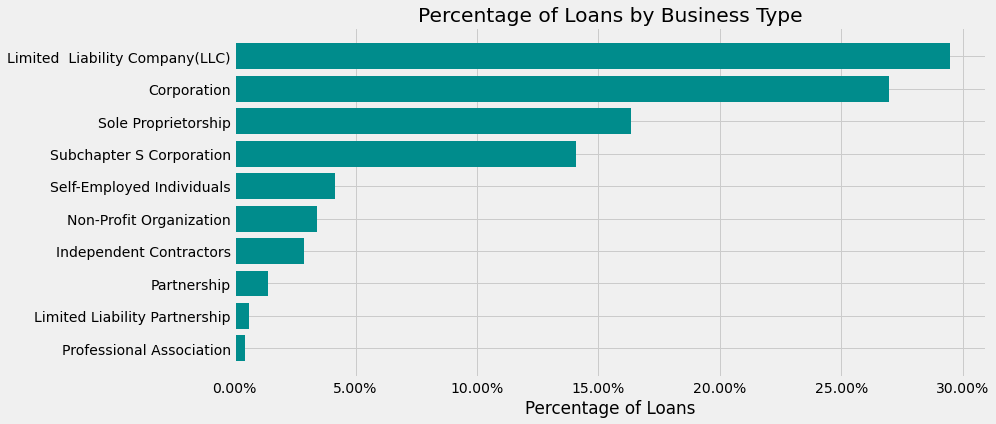 Percentage of Loans by Business Type
Limited  Liability Company(LLC)
Corporation
Sole Proprietorship
Subchapter S Corporation
Self-Employed Individuals
Non-Profit Organization
Independent Contractors
Partnership
Limited Liability Partnership
Professional Association
0.00% 5.00% 10.00% 15.00% 20.00% 25.00% 30.00%
Percentage of Loans